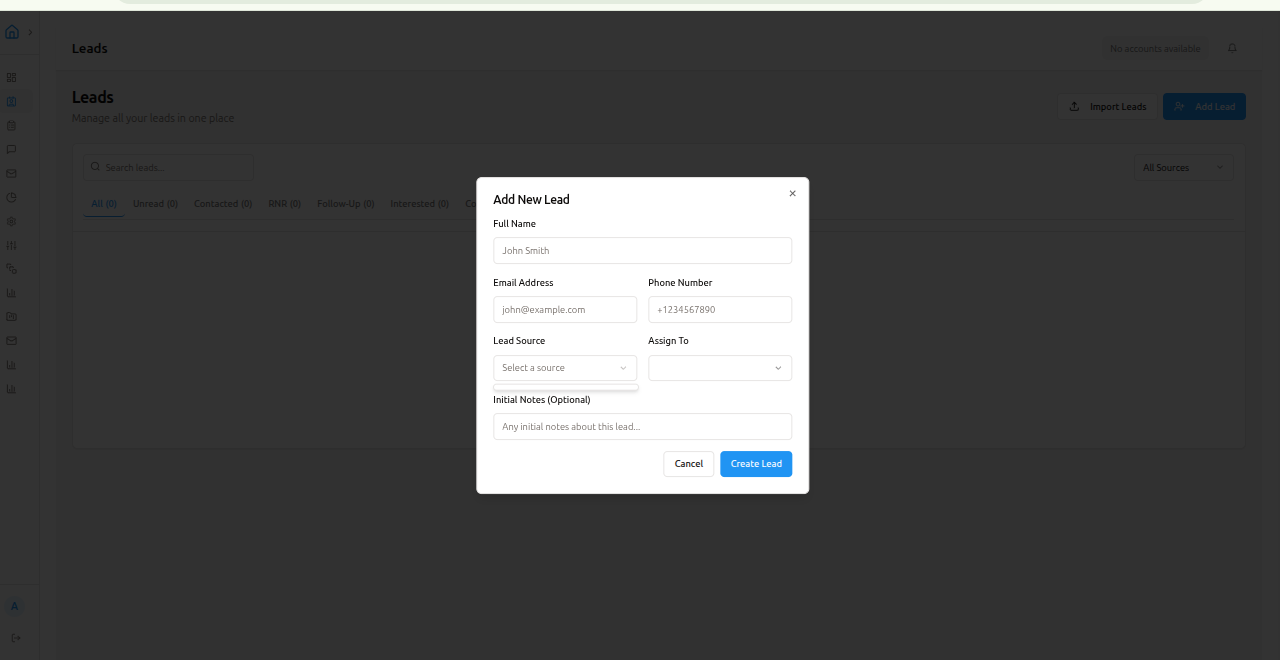 Leads
No accounts available
Leads
Manage all your leads in one place
Import Leads
Add Lead
Search leads...
All Sources
All (0) Unread (0) Contacted (0) RNR (0) Follow-Up (0) Interested (0) Co
Add New Lead
Full Name
John Smith
Email Address Phone Number
john@example.com +1234567890
Lead Source Assign To
Select a source
Initial Notes (Optional)
Any initial notes about this lead...
Cancel Create Lead
A